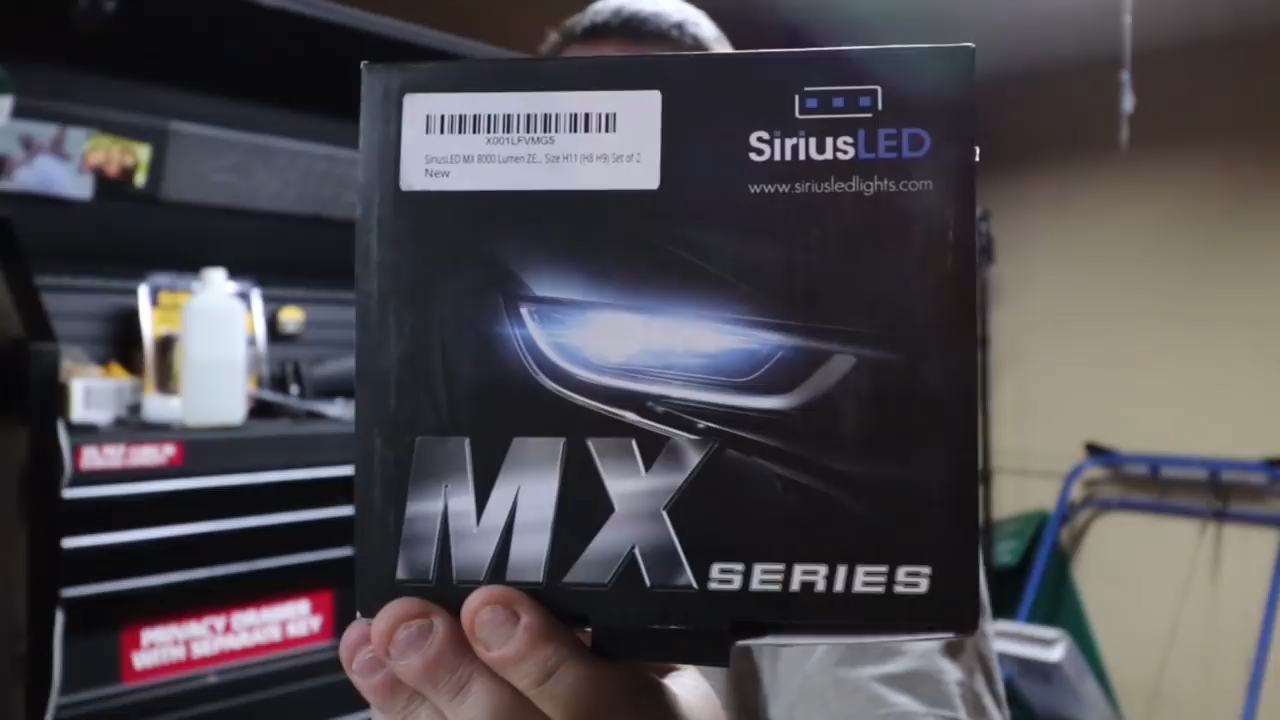 X001LFVMG5
SiriusLED MX 8000 Lumen ZE... Size H11 (H8 H9) Set of 2
New
SiriusLED
www.siriusledlights.com
MX SERIES
PRIVACY DRAWER
WITH SEPARATE KEY